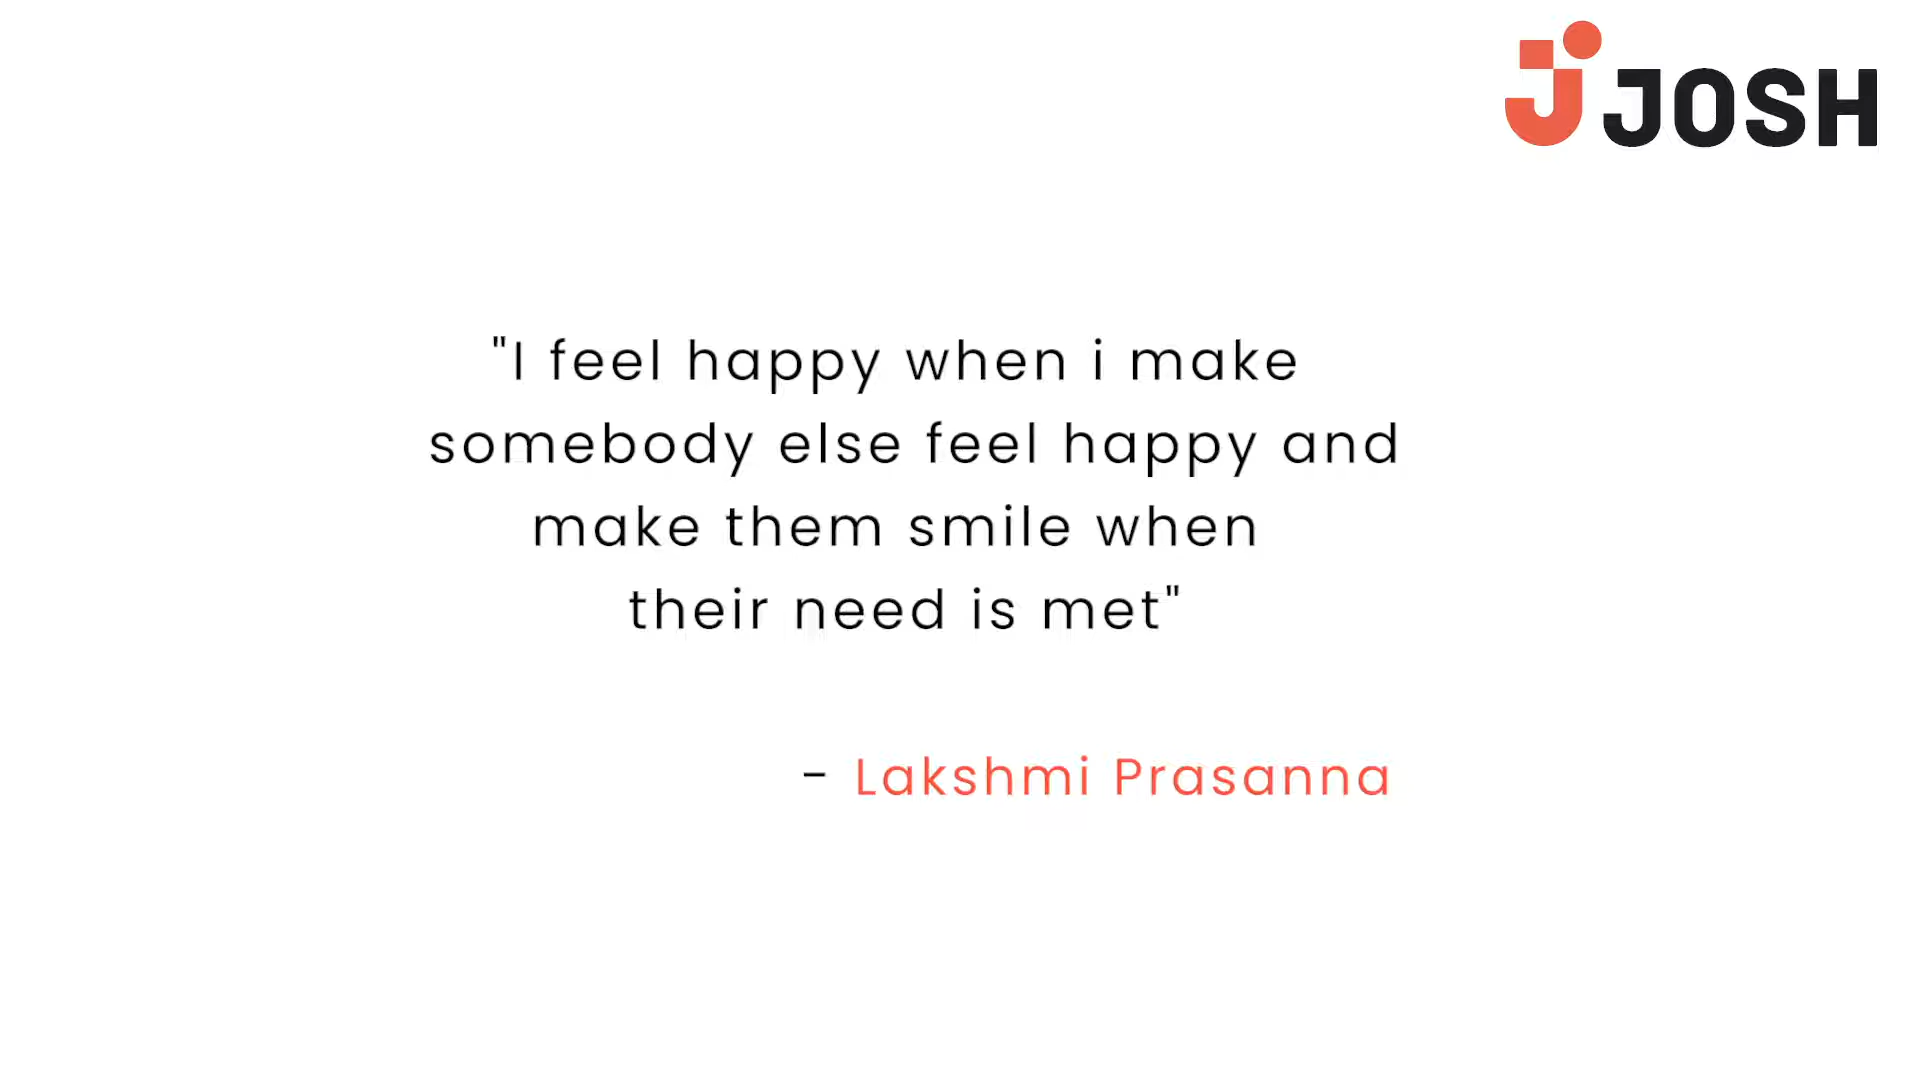 JOSH
"I feel happy when i make
somebody else feel happy and
make them smile when
their need is met"
- Lakshmi Prasanna